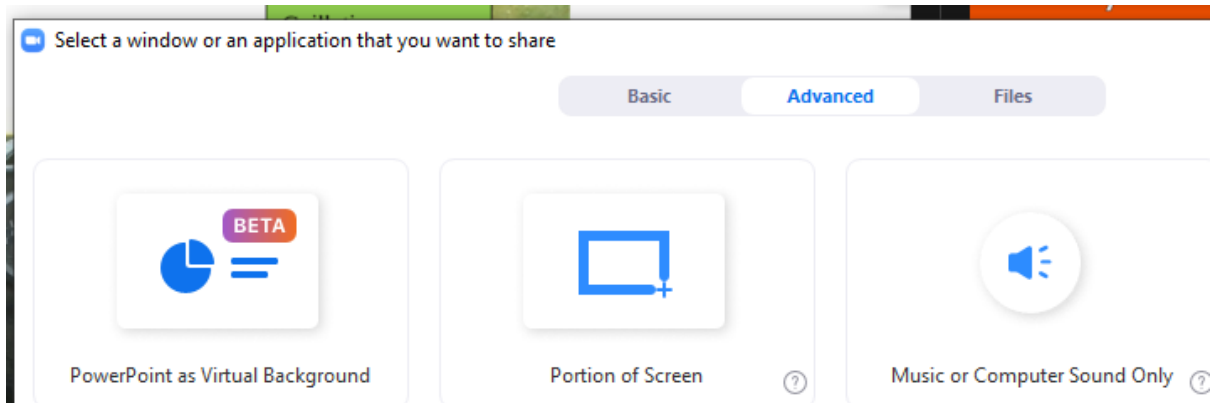 Select a window or an application that you want to share
Basic Advanced Files
BETA
PowerPoint as Virtual Background
Portion of Screen ?
Music or Computer Sound Only ?